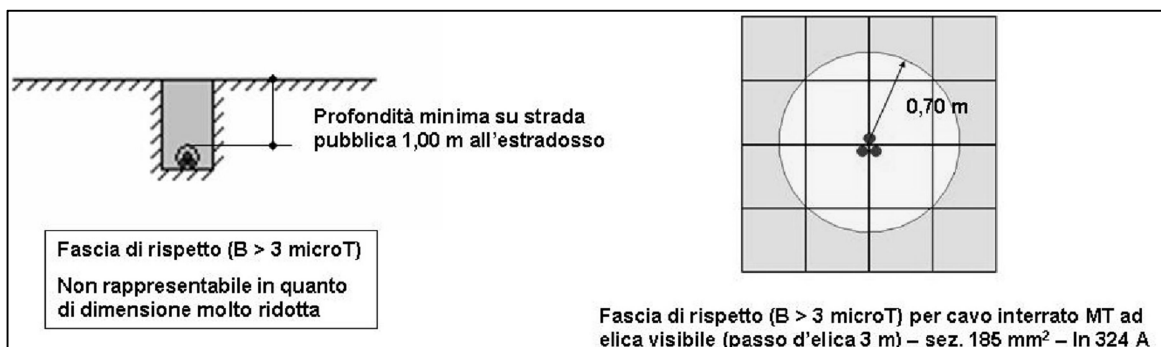 Profondità minima su strada
pubblica 1,00 m all'estradosso
Fascia di rispetto (B > 3 microT)
Non rappresentabile in quanto
di dimensione molto ridotta
0,70 m
Fascia di rispetto (B > 3 microT) per cavo interrato MT ad
elica visibile (passo d'elica 3 m) – sez. 185 mm² – In 324 A